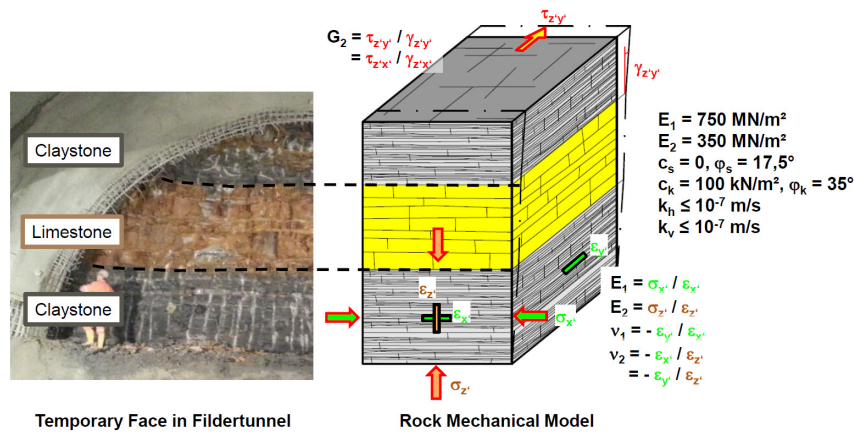 G₂ = τz'y' / γz'y'
= τz'x' / γz'x'
τz'y'
γz'y'
Claystone
Limestone
Claystone
E₁ = 750 MN/m²
E₂ = 350 MN/m²
cₛ = 0, φₛ = 17,5°
cₖ = 100 kN/m², φₖ = 35°
kₕ ≤ 10⁻⁷ m/s
kᵥ ≤ 10⁻⁷ m/s
εy'
εz'
εx'
σx'
σz'
E₁ = σx' / εx'
E₂ = σz' / εz'
ν₁ = - εy' / εx'
ν₂ = - εx' / εz'
= - εy' / εz'
Temporary Face in Fildertunnel
Rock Mechanical Model